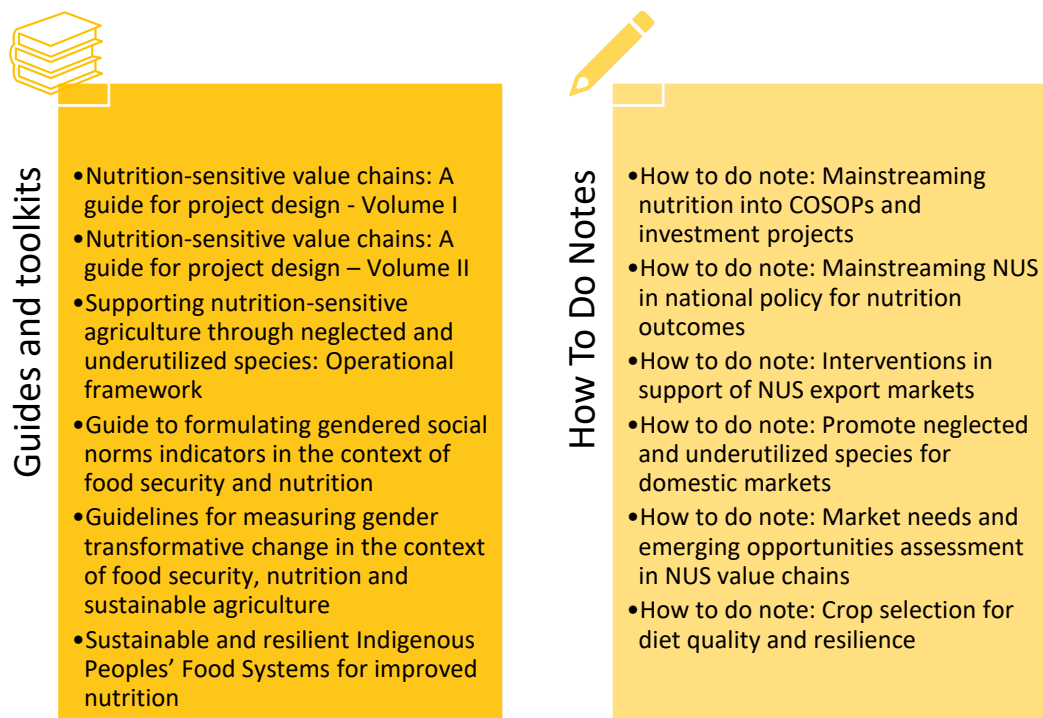 Guides and toolkits
•Nutrition-sensitive value chains: A
guide for project design - Volume I
•Nutrition-sensitive value chains: A
guide for project design – Volume II
•Supporting nutrition-sensitive
agriculture through neglected and
underutilized species: Operational
framework
•Guide to formulating gendered social
norms indicators in the context of
food security and nutrition
•Guidelines for measuring gender
transformative change in the context
of food security, nutrition and
sustainable agriculture
•Sustainable and resilient Indigenous
Peoples’ Food Systems for improved
nutrition
How To Do Notes
•How to do note: Mainstreaming
nutrition into COSOPs and
investment projects
•How to do note: Mainstreaming NUS
in national policy for nutrition
outcomes
•How to do note: Interventions in
support of NUS export markets
•How to do note: Promote neglected
and underutilized species for
domestic markets
•How to do note: Market needs and
emerging opportunities assessment
in NUS value chains
•How to do note: Crop selection for
diet quality and resilience